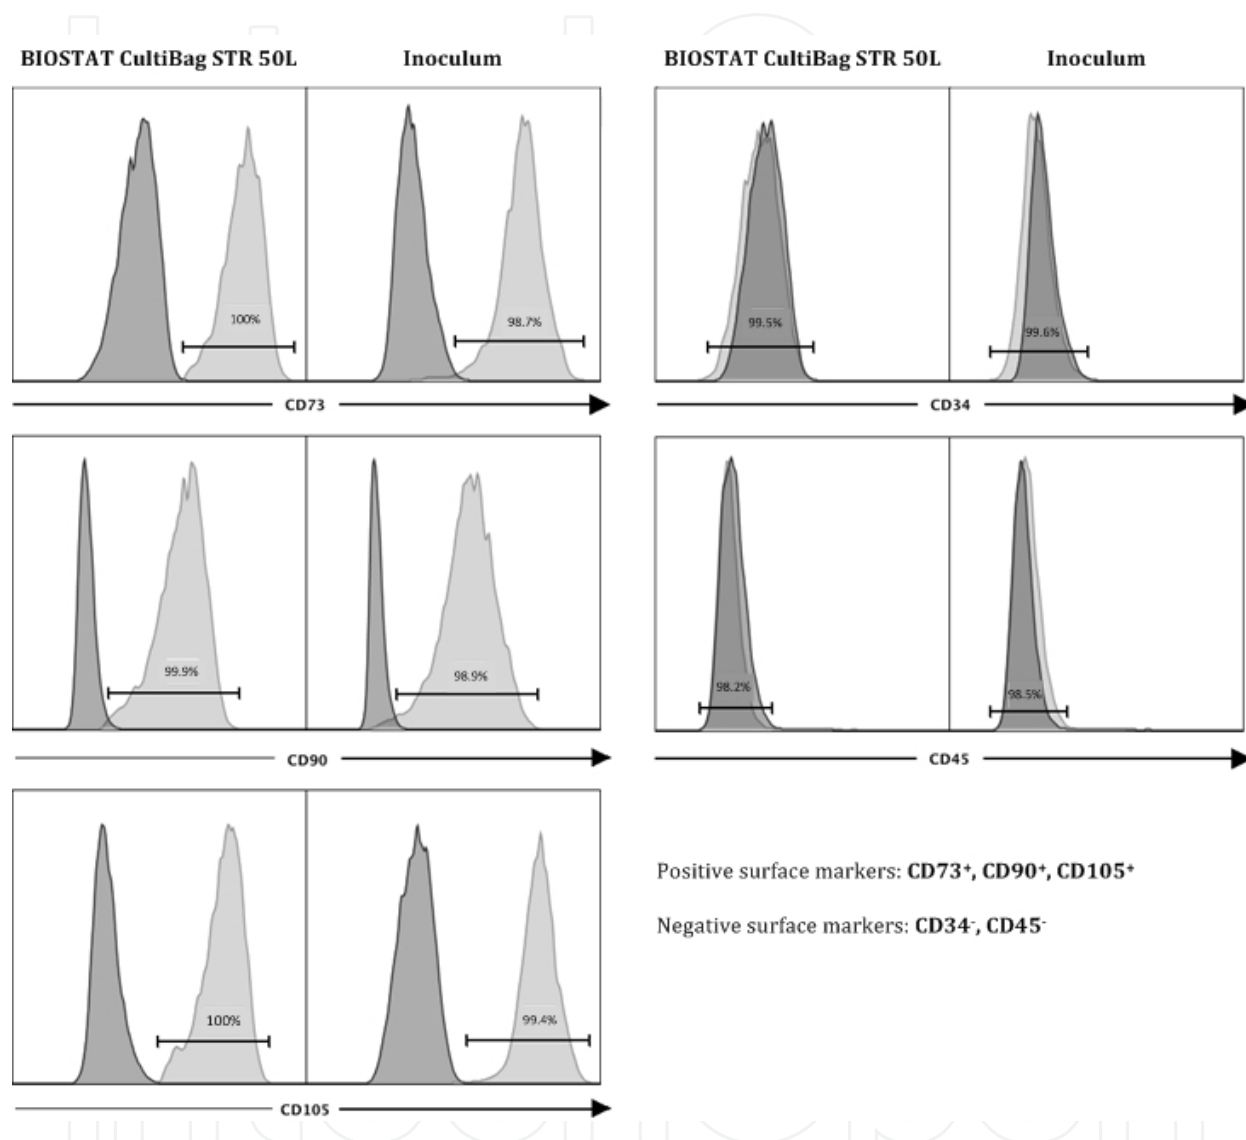 BIOSTAT CultiBag STR 50L
Inoculum
BIOSTAT CultiBag STR 50L
Inoculum
100%
98.7%
CD73
99.5%
99.6%
CD34
99.9%
98.9%
CD90
98.2%
98.5%
CD45
100%
99.4%
CD105
Positive surface markers: CD73⁺, CD90⁺, CD105⁺
Negative surface markers: CD34⁻, CD45⁻